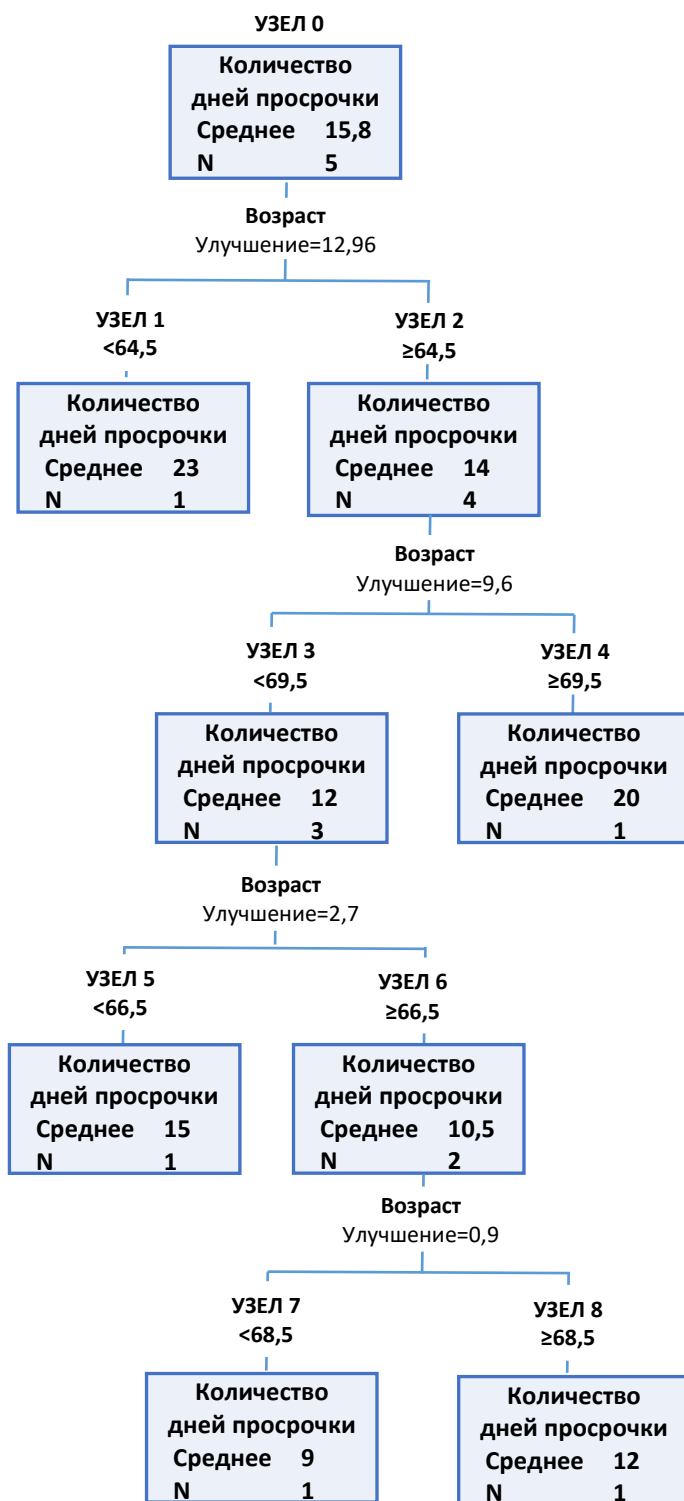 УЗЕЛ 0
Количество
дней просрочки
Среднее 15,8
N 5
Возраст
Улучшение=12,96
УЗЕЛ 1
<64,5
Количество
дней просрочки
Среднее 23
N 1
УЗЕЛ 2
≥64,5
Количество
дней просрочки
Среднее 14
N 4
Возраст
Улучшение=9,6
УЗЕЛ 3
<69,5
Количество
дней просрочки
Среднее 12
N 3
УЗЕЛ 4
≥69,5
Количество
дней просрочки
Среднее 20
N 1
Возраст
Улучшение=2,7
УЗЕЛ 5
<66,5
Количество
дней просрочки
Среднее 15
N 1
УЗЕЛ 6
≥66,5
Количество
дней просрочки
Среднее 10,5
N 2
Возраст
Улучшение=0,9
УЗЕЛ 7
<68,5
Количество
дней просрочки
Среднее 9
N 1
УЗЕЛ 8
≥68,5
Количество
дней просрочки
Среднее 12
N 1